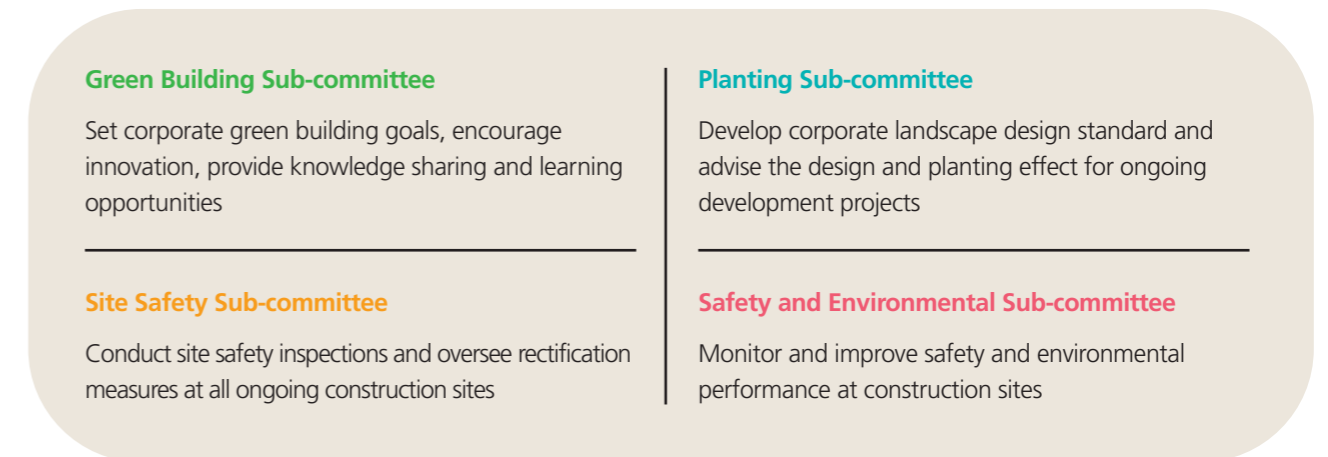 Green Building Sub-committee
Set corporate green building goals, encourage
innovation, provide knowledge sharing and learning
opportunities
Planting Sub-committee
Develop corporate landscape design standard and
advise the design and planting effect for ongoing
development projects
Site Safety Sub-committee
Conduct site safety inspections and oversee rectification
measures at all ongoing construction sites
Safety and Environmental Sub-committee
Monitor and improve safety and environmental
performance at construction sites